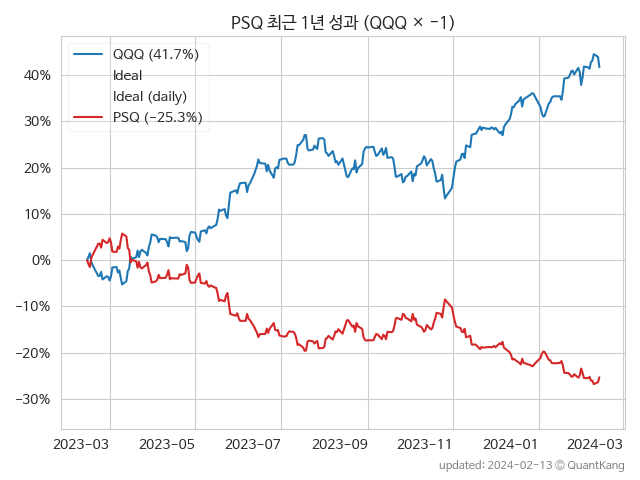 PSQ 최근 1년 성과 (QQQ × −1)
QQQ (41.7%)
Ideal
Ideal (daily)
PSQ (−25.3%)
40%
30%
20%
10%
0%
−10%
−20%
−30%
2023−03 2023−05 2023−07 2023−09 2023−11 2024−01 2024−03
updated: 2024−02−13 © QuantKang